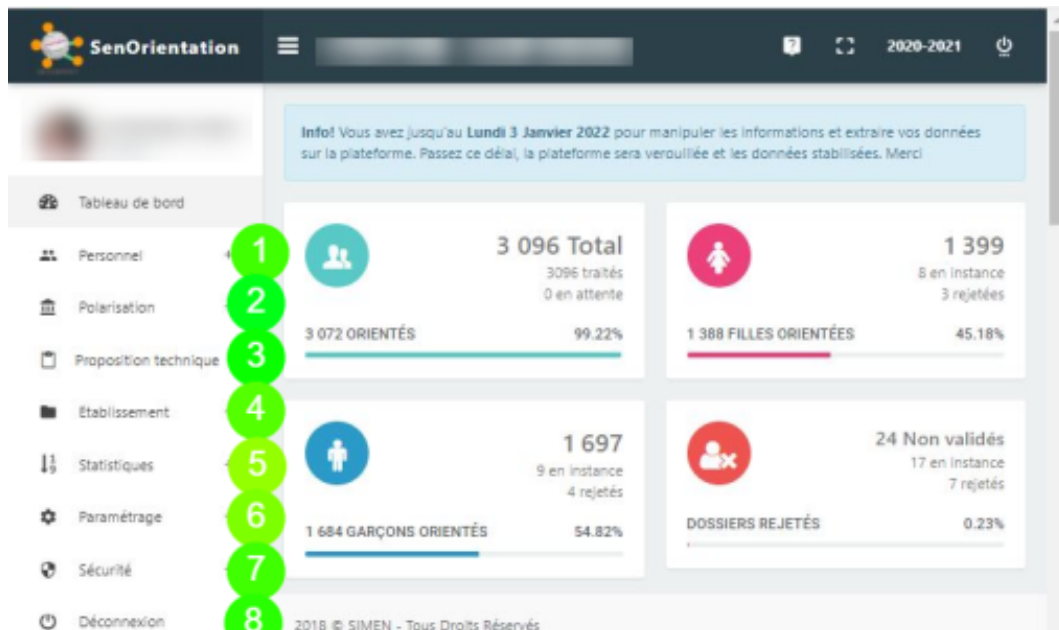 SenOrientation
2020-2021
Info! Vous avez jusqu'au Lundi 3 Janvier 2022 pour manipuler les informations et extraire vos données
sur la plateforme. Passez ce délai, la plateforme sera verouillée et les données stabilisées. Merci
Tableau de bord
Personnel 1
Polarisation 2
Proposition technique 3
Etablissement 4
Statistiques 5
Paramétrage 6
Sécurité 7
Déconnexion 8
3 096 Total
3096 traités
0 en attente
3 072 ORIENTÉS 99.22%
1 399
8 en instance
3 rejetées
1 388 FILLES ORIENTÉES 45.18%
1 697
9 en instance
4 rejetés
1 684 GARÇONS ORIENTÉS 54.82%
24 Non validés
17 en instance
7 rejetés
DOSSIERS REJETÉS 0.23%
2018 © SIMEN - Tous Droits Réservés